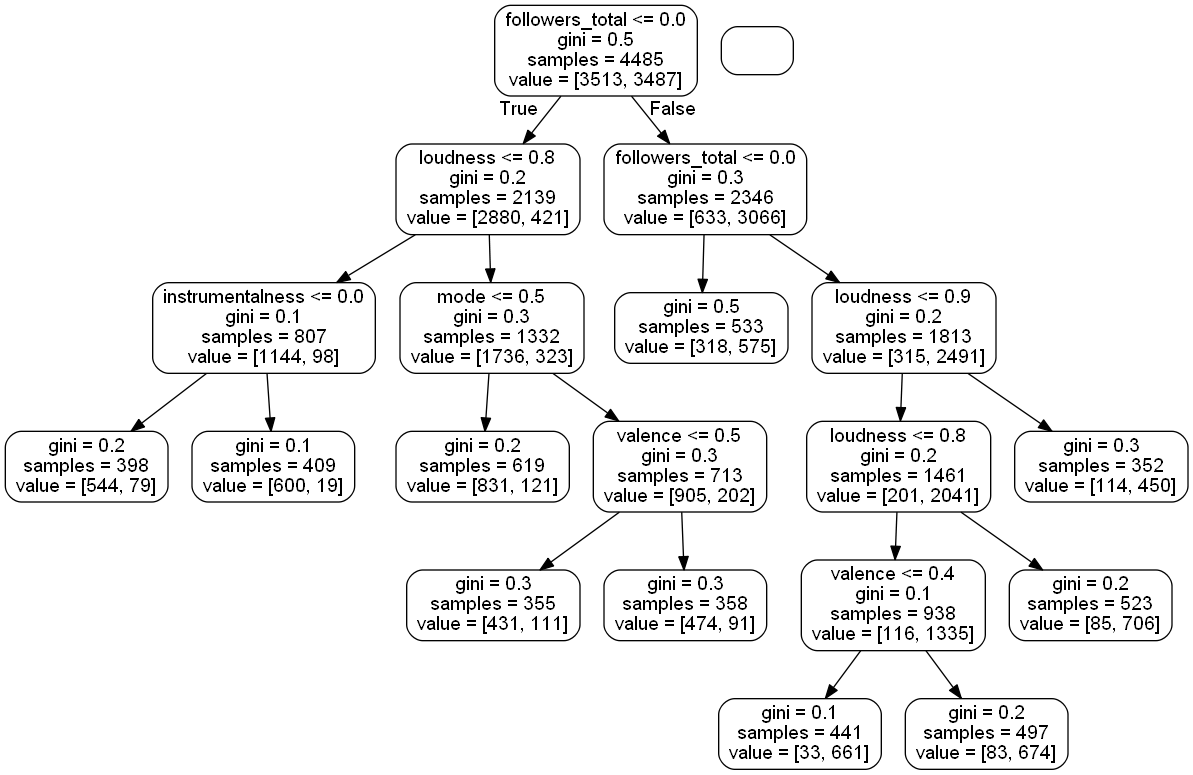 followers_total <= 0.0
gini = 0.5
samples = 4485
value = [3513, 3487]
True
False
loudness <= 0.8
gini = 0.2
samples = 2139
value = [2880, 421]
followers_total <= 0.0
gini = 0.3
samples = 2346
value = [633, 3066]
instrumentalness <= 0.0
gini = 0.1
samples = 807
value = [1144, 98]
mode <= 0.5
gini = 0.3
samples = 1332
value = [1736, 323]
gini = 0.5
samples = 533
value = [318, 575]
loudness <= 0.9
gini = 0.2
samples = 1813
value = [315, 2491]
gini = 0.2
samples = 398
value = [544, 79]
gini = 0.1
samples = 409
value = [600, 19]
gini = 0.2
samples = 619
value = [831, 121]
valence <= 0.5
gini = 0.3
samples = 713
value = [905, 202]
loudness <= 0.8
gini = 0.2
samples = 1461
value = [201, 2041]
gini = 0.3
samples = 352
value = [114, 450]
gini = 0.3
samples = 355
value = [431, 111]
gini = 0.3
samples = 358
value = [474, 91]
valence <= 0.4
gini = 0.1
samples = 938
value = [116, 1335]
gini = 0.2
samples = 523
value = [85, 706]
gini = 0.1
samples = 441
value = [33, 661]
gini = 0.2
samples = 497
value = [83, 674]